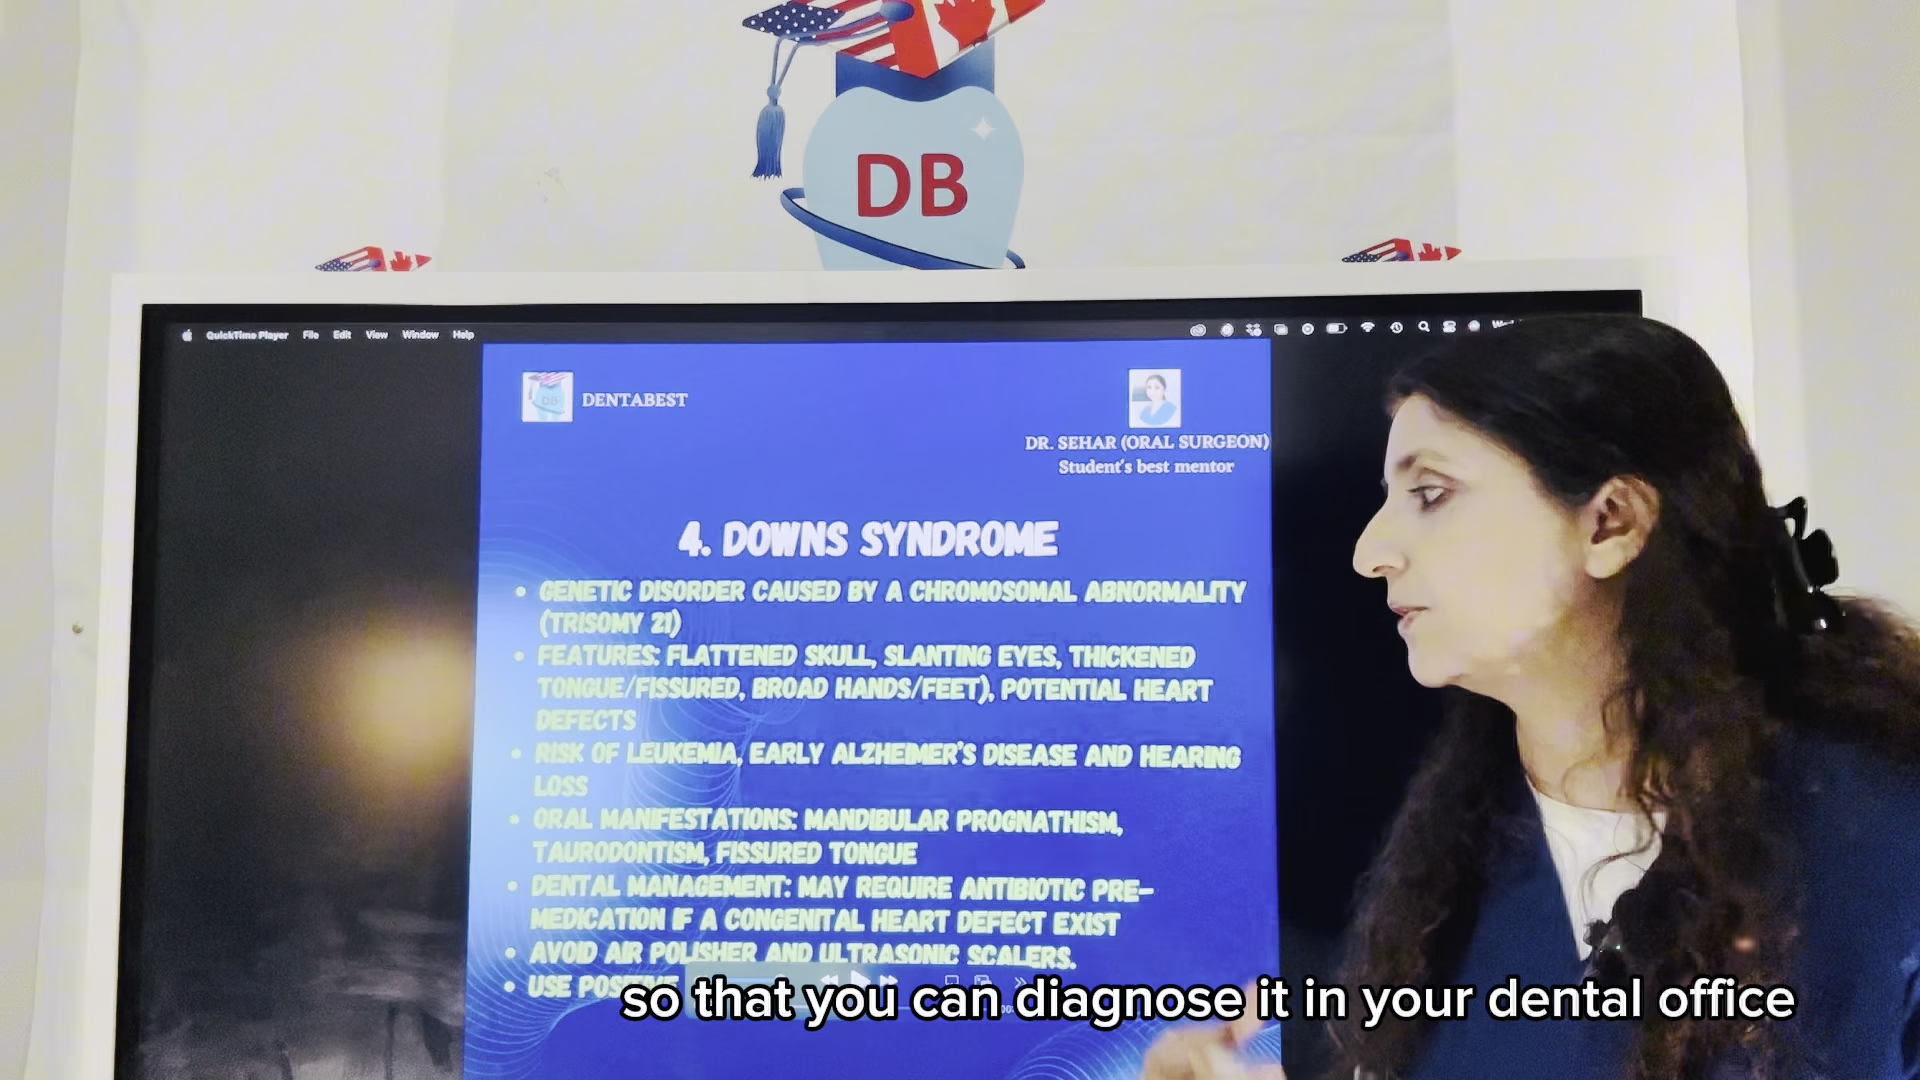 DB
QuickTime Player File Edit View Window Help
DB
DENTABEST
DR. SEHAR (ORAL SURGEON)
Student's best mentor
4. DOWNS SYNDROME
• GENETIC DISORDER CAUSED BY A CHROMOSOMAL ABNORMALITY
(TRISOMY 21)
• FEATURES: FLATTENED SKULL, SLANTING EYES, THICKENED
TONGUE/FISSURED, BROAD HANDS/FEET), POTENTIAL HEART
DEFECTS
• RISK OF LEUKEMIA, EARLY ALZHEIMER'S DISEASE AND HEARING
LOSS
• ORAL MANIFESTATIONS: MANDIBULAR PROGNATHISM,
TAURODONTISM, FISSURED TONGUE
• DENTAL MANAGEMENT: MAY REQUIRE ANTIBIOTIC PRE-
MEDICATION IF A CONGENITAL HEART DEFECT EXIST
• AVOID AIR POLISHER AND ULTRASONIC SCALERS.
• USE
so that you can diagnose it in your dental office